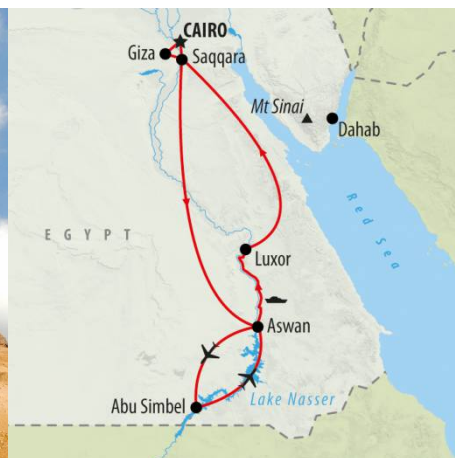 CAIRO
Giza
Saqqara
Mt Sinai
Dahab
Red Sea
EGYPT
Luxor
Aswan
Abu Simbel
Lake Nasser